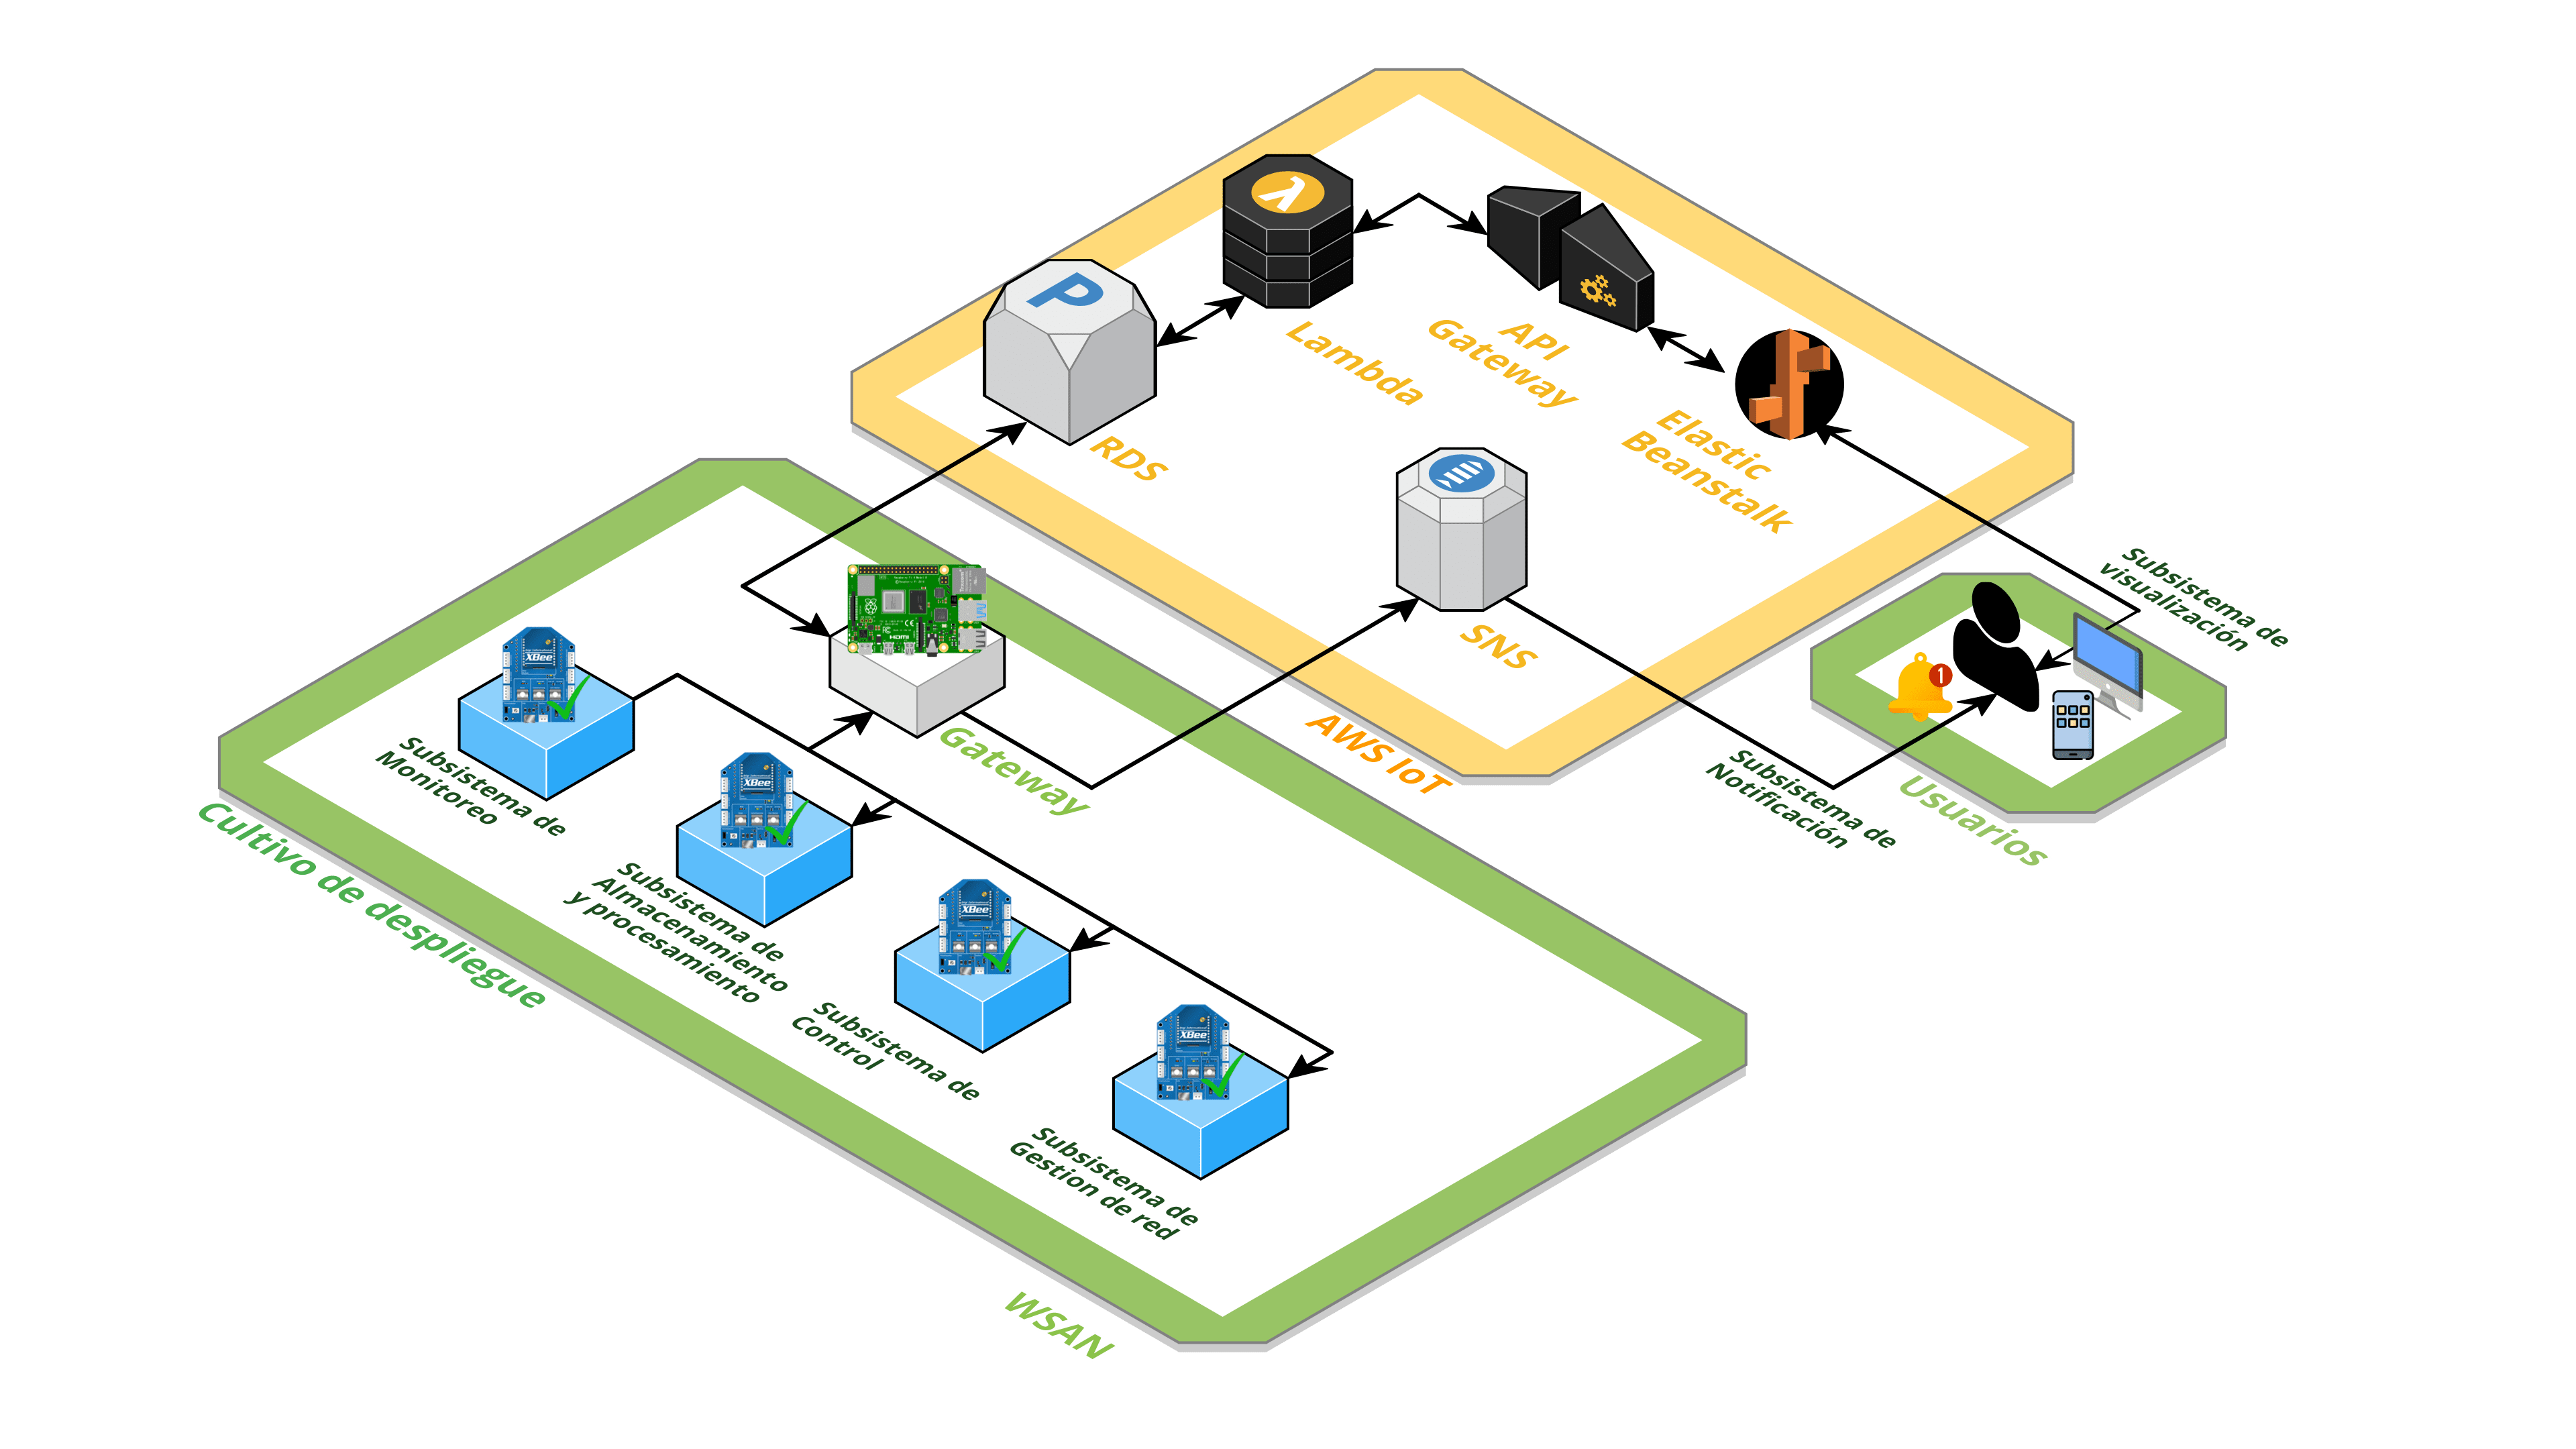 Lambda
API
Gateway
Elastic
Beanstalk
RDS
SNS
AWS IoT
Subsistema de
visualización
1
Usuarios
Subsistema de
Notificación
HDMI
Gateway
XBee
Subsistema de
Monitoreo
XBee
Subsistema de
Almacenamiento
y procesamiento
XBee
Subsistema de
Control
XBee
Subsistema de
Gestion de red
Cultivo de despliegue
WSAN